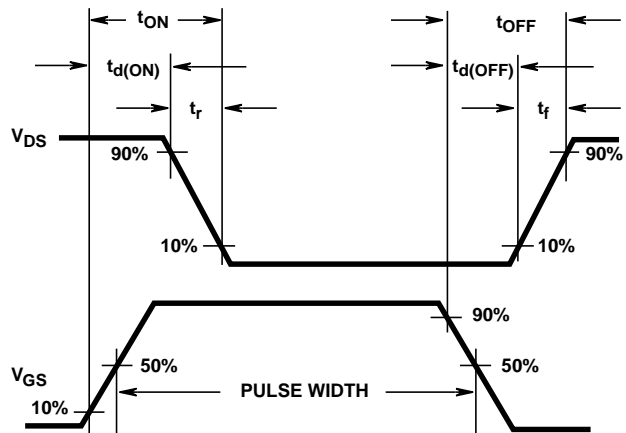 tON
tOFF
td(ON)
td(OFF)
tr
tf
VDS
90%
90%
10%
10%
90%
VGS
50%
50%
PULSE WIDTH
10%